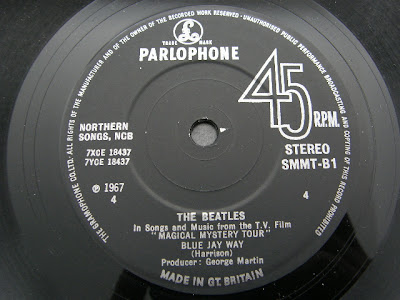 THE GRAMOPHONE CO. LTD. ALL RIGHTS OF THE MANUFACTURER AND OF THE OWNER OF THE RECORDED WORK RESERVED. UNAUTHORISED PUBLIC PERFORMANCE BROADCASTING AND COPYING OF THIS RECORD PROHIBITED
£
TRADE MARK
PARLOPHONE
45
R.P.M.
NORTHERN
SONGS, NCB
7XCE 18437
7YCE 18437
STEREO
SMMT-B1
℗ 1967
4
4
THE BEATLES
In Songs and Music from the T.V. Film
"MAGICAL MYSTERY TOUR"
BLUE JAY WAY
(Harrison)
Producer : George Martin
MADE IN GT. BRITAIN